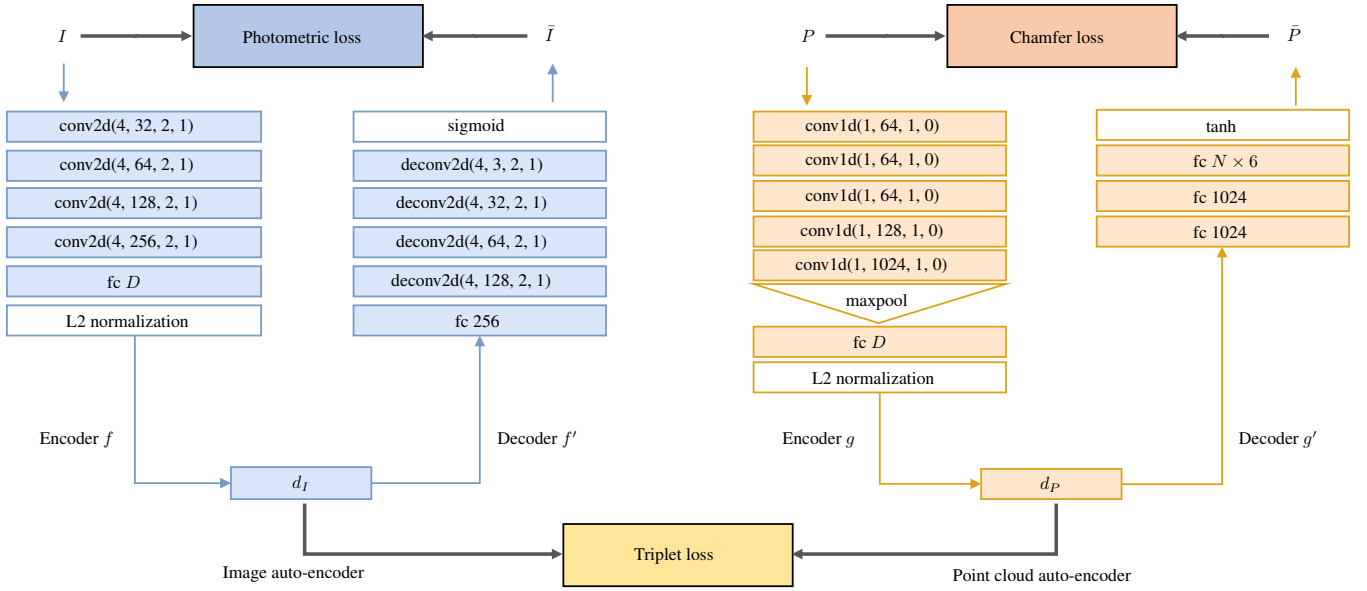 I
Photometric loss
Ī
P
Chamfer loss
P̄
conv2d(4, 32, 2, 1)
conv2d(4, 64, 2, 1)
conv2d(4, 128, 2, 1)
conv2d(4, 256, 2, 1)
fc D
L2 normalization
sigmoid
deconv2d(4, 3, 2, 1)
deconv2d(4, 32, 2, 1)
deconv2d(4, 64, 2, 1)
deconv2d(4, 128, 2, 1)
fc 256
conv1d(1, 64, 1, 0)
conv1d(1, 64, 1, 0)
conv1d(1, 64, 1, 0)
conv1d(1, 128, 1, 0)
conv1d(1, 1024, 1, 0)
maxpool
fc D
L2 normalization
tanh
fc N × 6
fc 1024
fc 1024
Encoder f
Decoder f′
Encoder g
Decoder g′
d_I
d_P
Triplet loss
Image auto-encoder
Point cloud auto-encoder